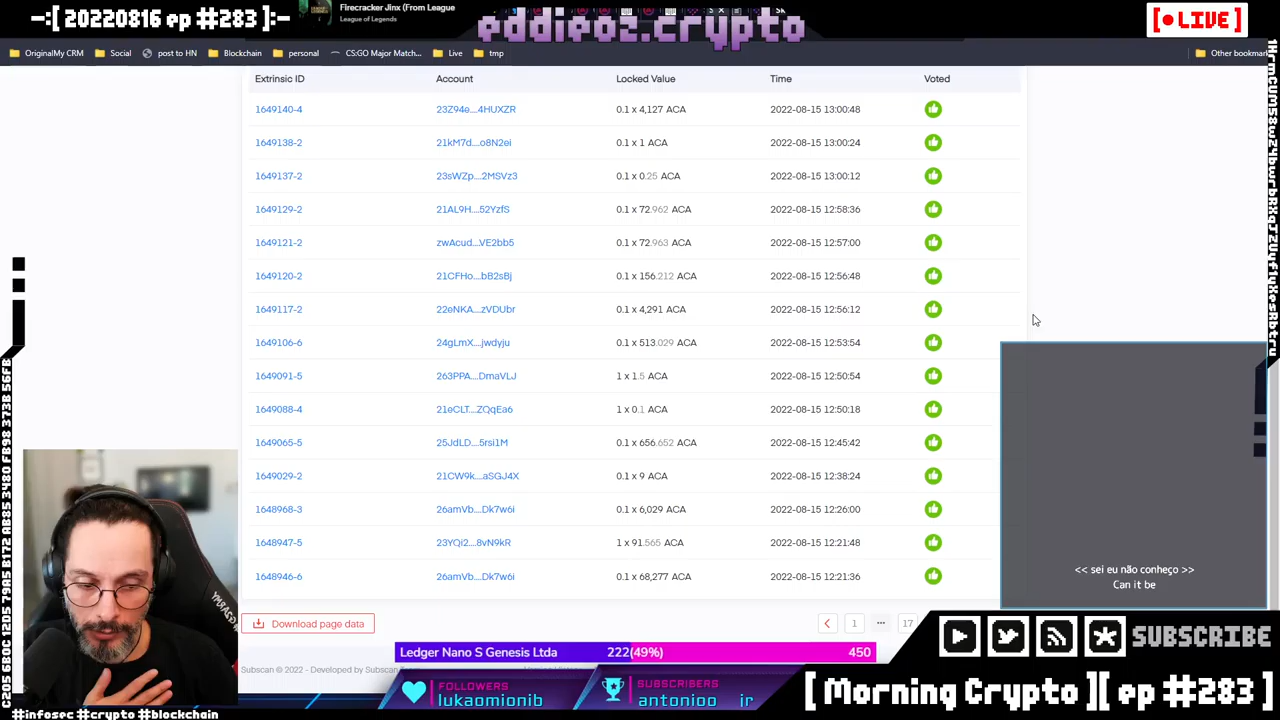 -:[ 20220816 ep #283 ]:-
Firecracker Jinx (From League
League of Legends
eddieoz.crypto
[• LIVE ]
OriginalMy CRM
Social
post to HN
Blockchain
personal
CS:GO Major Match...
Live
tmp
Other bookmar
Extrinsic ID Account Locked Value Time Voted
1649140-4 23Z94e....4HUXZR 0.1 x 4,127 ACA 2022-08-15 13:00:48
1649138-2 21kM7d....o8N2ei 0.1 x 1 ACA 2022-08-15 13:00:24
1649137-2 23sWZp....2MSVz3 0.1 x 0.25 ACA 2022-08-15 13:00:12
1649129-2 21AL9H....52YzfS 0.1 x 72.962 ACA 2022-08-15 12:58:36
1649121-2 zwAcud....VE2bb5 0.1 x 72.963 ACA 2022-08-15 12:57:00
1649120-2 21CFHo....bB2sBj 0.1 x 156.212 ACA 2022-08-15 12:56:48
1649117-2 22eNKA....zVDUbr 0.1 x 4,291 ACA 2022-08-15 12:56:12
1649106-6 24gLmX....jwdyju 0.1 x 513.029 ACA 2022-08-15 12:53:54
1649091-5 263PPA....DmaVLJ 1 x 1.5 ACA 2022-08-15 12:50:54
1649088-4 21eCLT....ZQqEa6 1 x 0.1 ACA 2022-08-15 12:50:18
1649065-5 25JdLD....5rsi1M 0.1 x 656.652 ACA 2022-08-15 12:45:42
1649029-2 21CW9k....aSGJ4X 0.1 x 9 ACA 2022-08-15 12:38:24
1648968-3 26amVb....Dk7w6i 0.1 x 6,029 ACA 2022-08-15 12:26:00
1648947-5 23YQi2....8vN9kR 1 x 91.565 ACA 2022-08-15 12:21:48
1648946-6 26amVb....Dk7w6i 0.1 x 68,277 ACA 2022-08-15 12:21:36
<< sei eu não conheço >>
Can it be
Download page data
1 ... 17
SUBSCRIBE
Ledger Nano S Genesis Ltda 222(49%) 450
Subscan © 2022 - Developed by Subscan
FOLLOWERS
lukaomionib
SUBSCRIBERS
antonioo jr
[ Morning Crypto ][ ep #283 ]
#infosec #crypto #blockchain